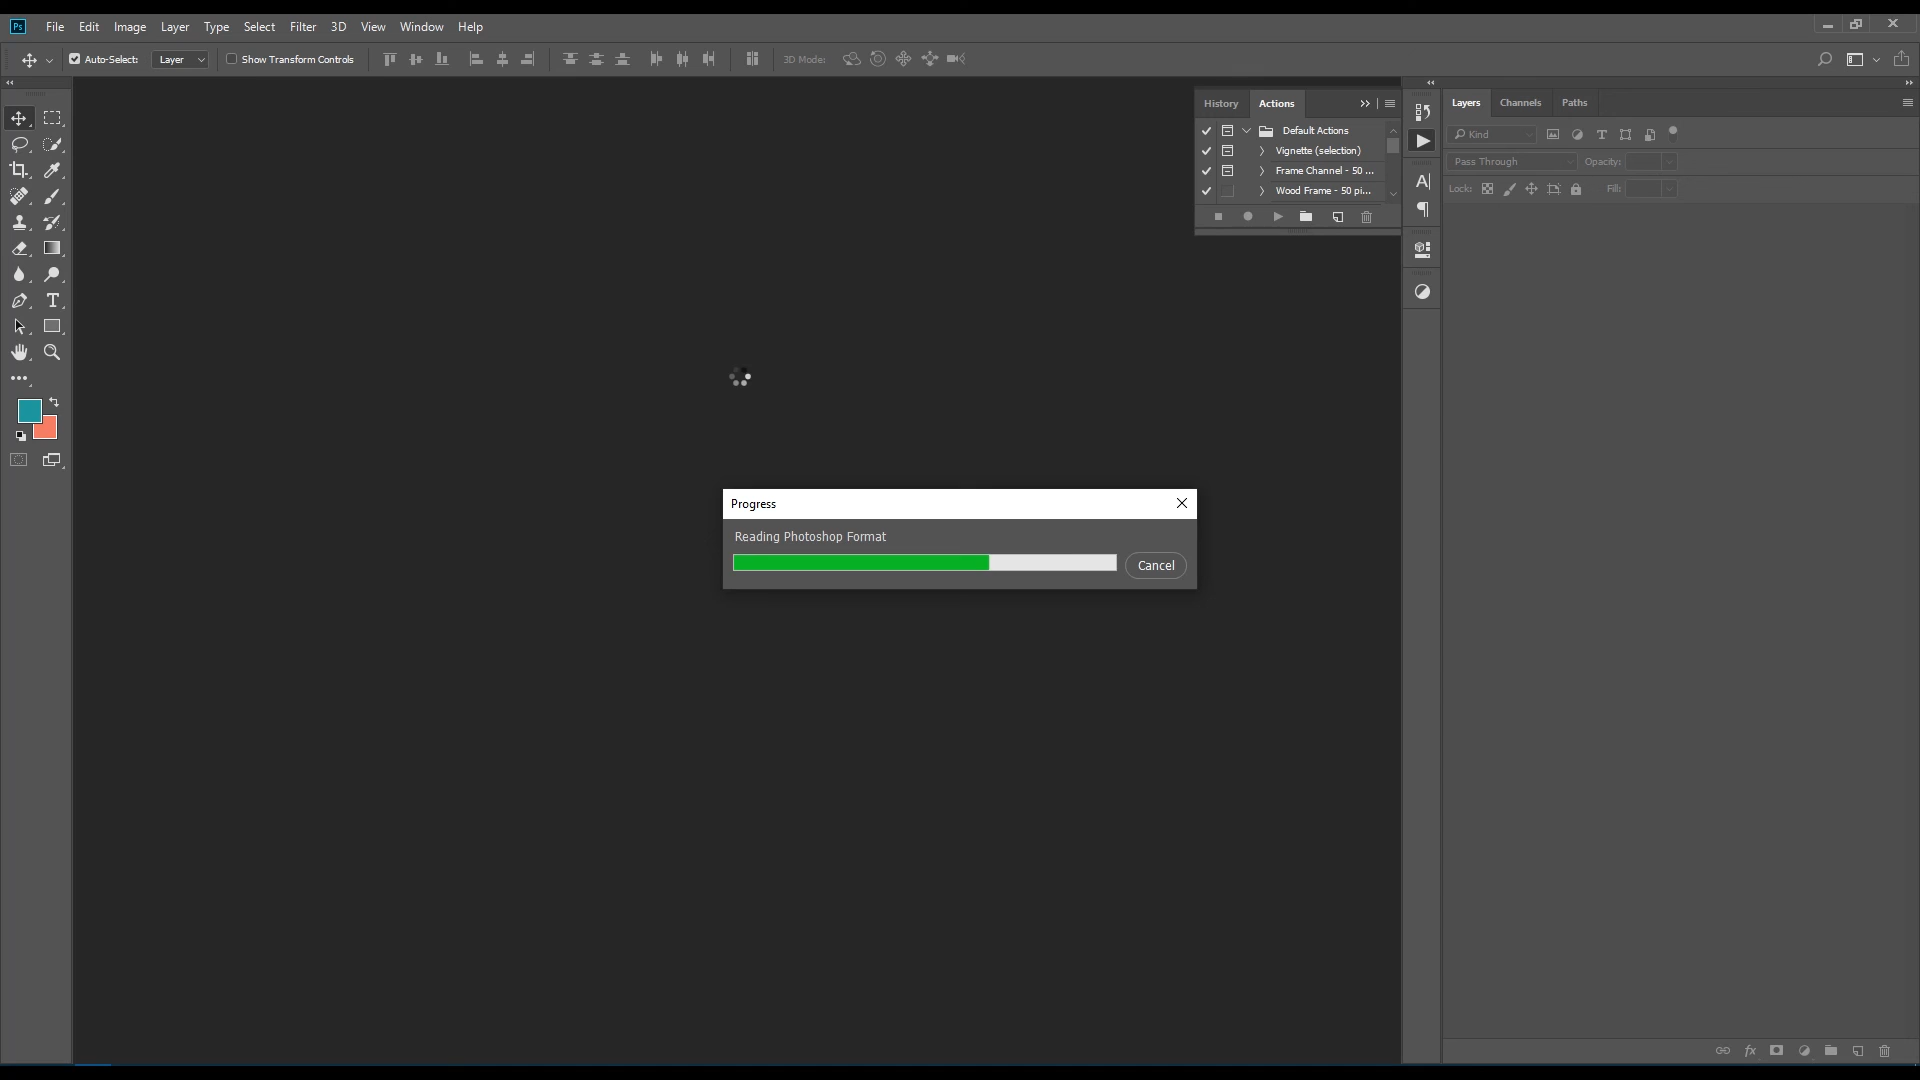 Ps File Edit Image Layer Type Select Filter 3D View Window Help
Auto-Select: Layer Show Transform Controls 3D Mode:
History Actions
Default Actions
Vignette (selection)
Frame Channel - 50 ...
Wood Frame - 50 pi...
Layers Channels Paths
Kind
Pass Through Opacity:
Lock: Fill:
Progress
Reading Photoshop Format
Cancel